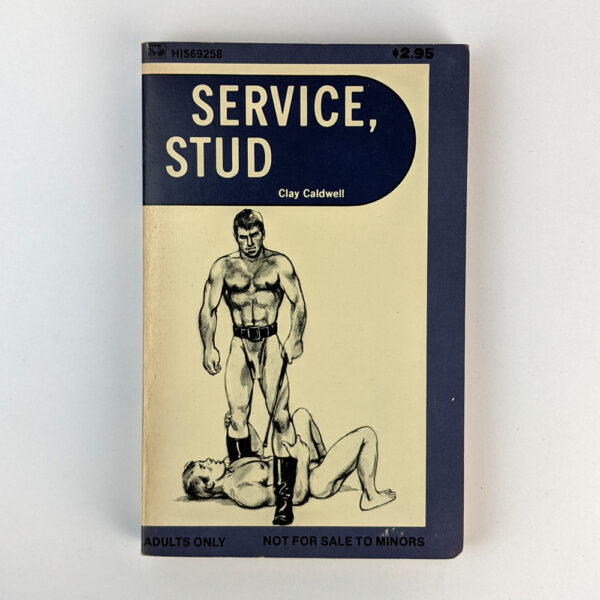 HIS69258 $2.95
SERVICE,
STUD
Clay Caldwell
ADULTS ONLY NOT FOR SALE TO MINORS